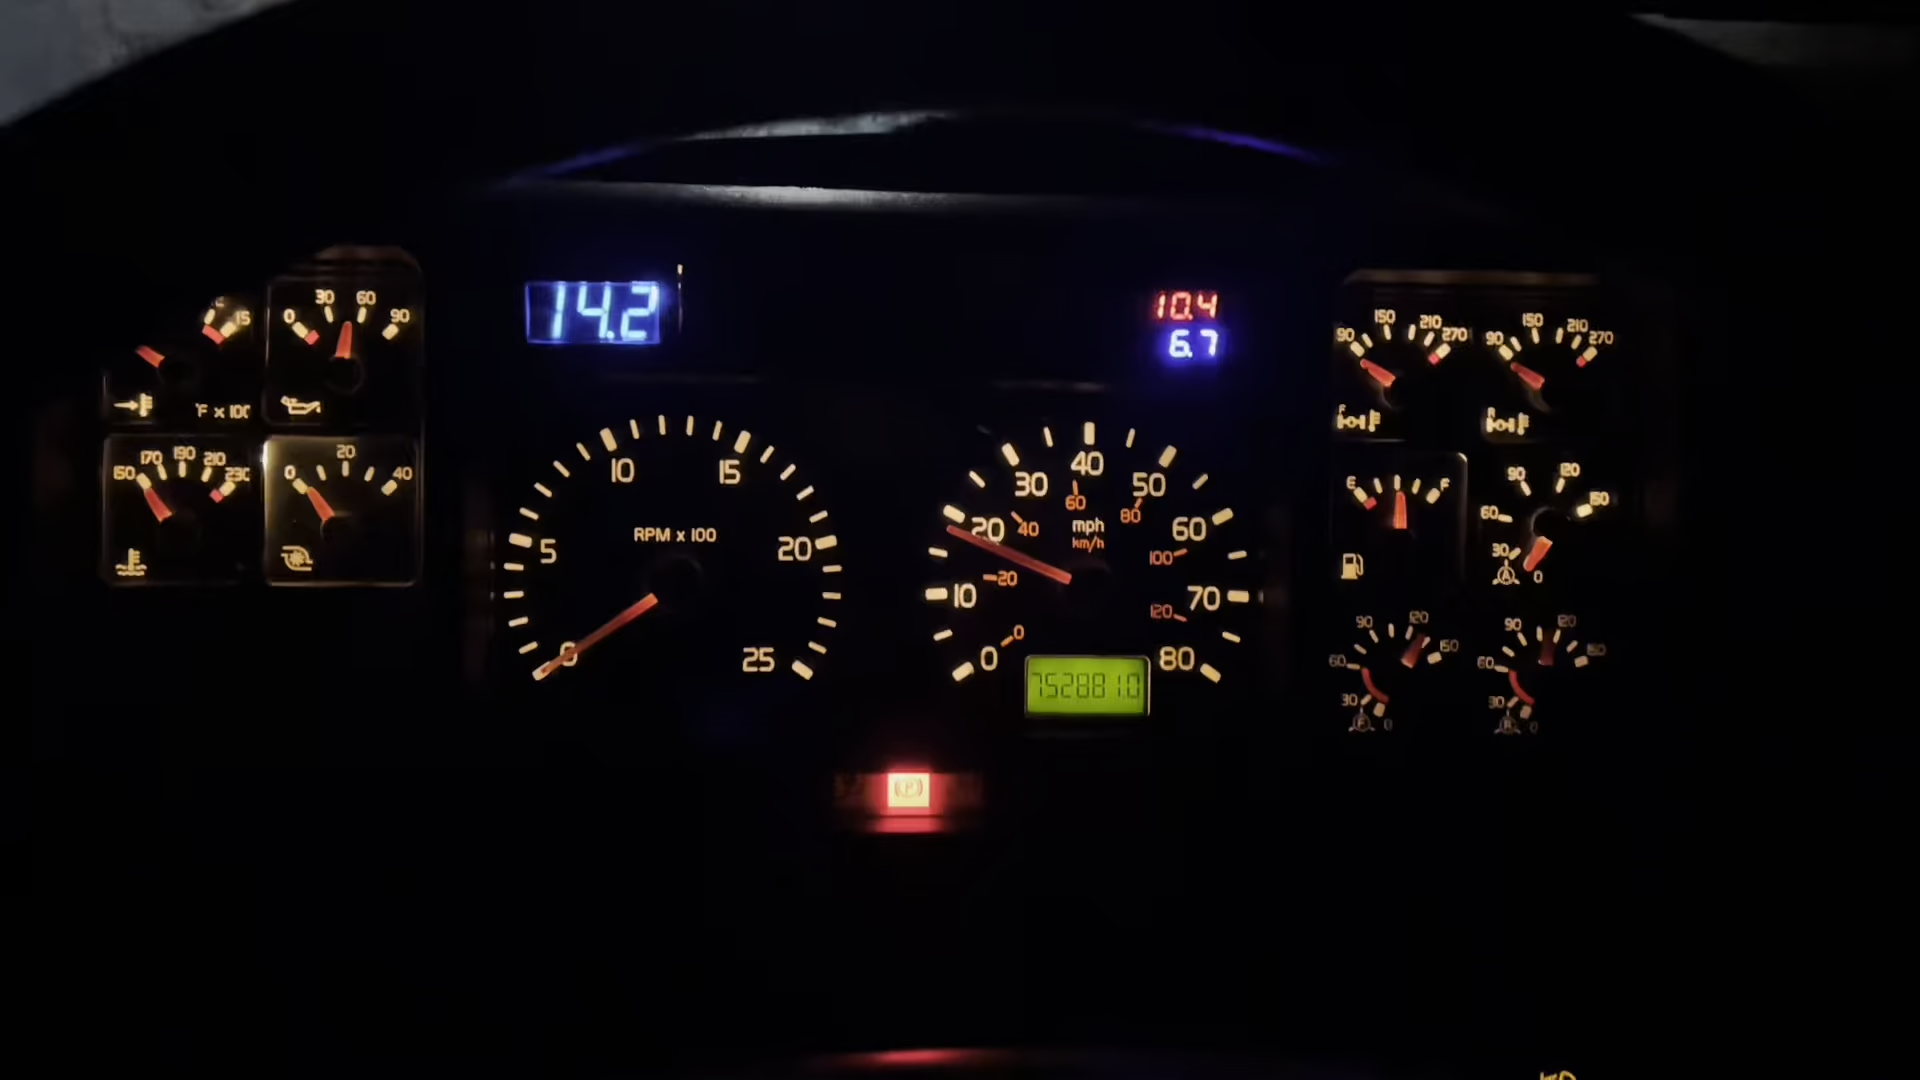 14.2
10.4
6.7
15
°F x 100
0 30 60 90
150 170 190 210 230
0 20 40
0 5 10 15 20 25
RPM x 100
0 10 20 30 40 50 60 70 80
mph
km/h
0 20 40 60 80 100 120
752881.0
P
90 150 210 270
F
90 150 210 270
R
E F
0 30 60 90 120 150
A
0 30 60 90 120 150
F
0 30 60 90 120 150
R